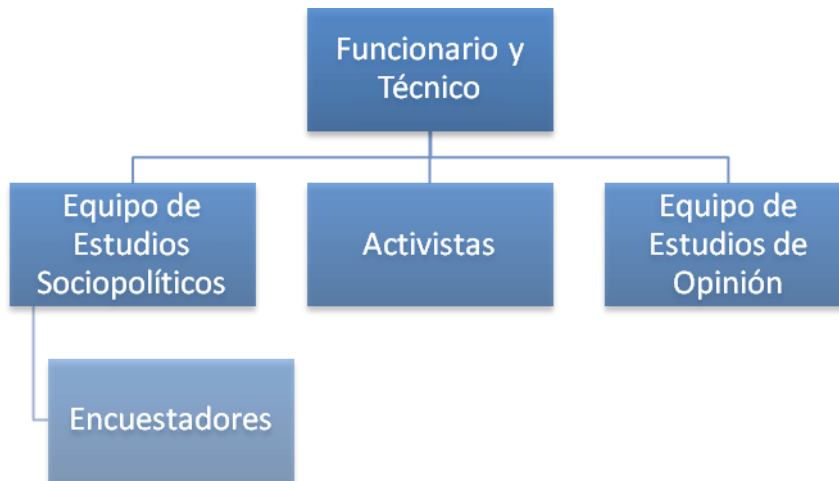 Funcionario y
Técnico
Equipo de
Estudios
Sociopolíticos
Activistas
Equipo de
Estudios de
Opinión
Encuestadores